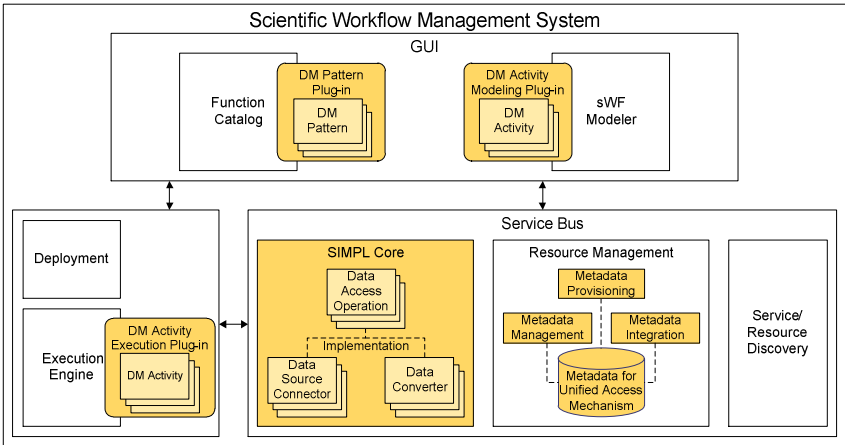 Scientific Workflow Management System
GUI
Function
Catalog
DM Pattern
Plug-in
DM
Pattern
DM Activity
Modeling Plug-in
DM
Activity
sWF
Modeler
Deployment
Execution
Engine
DM Activity
Execution Plug-in
DM Activity
Service Bus
SIMPL Core
Data
Access
Operation
Implementation
Data
Source
Connector
Data
Converter
Resource Management
Metadata
Provisioning
Metadata
Management
Metadata
Integration
Metadata for
Unified Access
Mechanism
Service/
Resource
Discovery